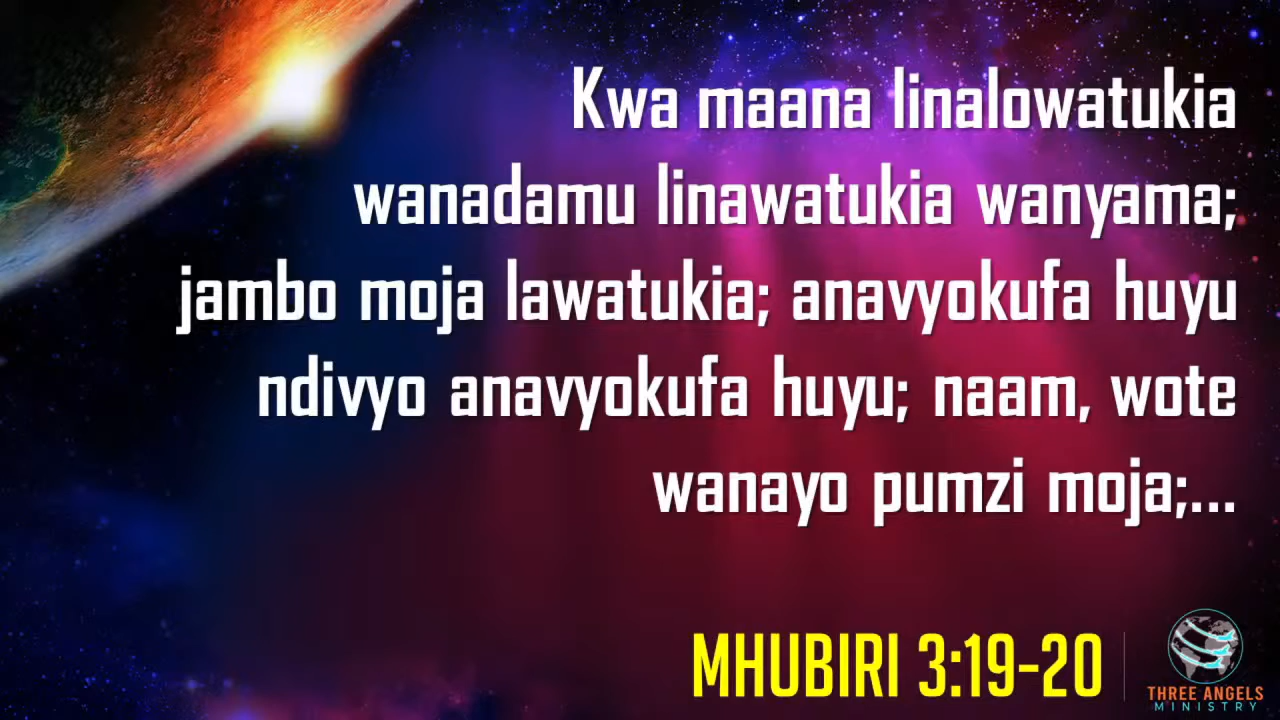 Kwa maana linalowatukia
wanadamu linawatukia wanyama;
jambo moja lawatukia; anavyokufa huyu
ndivyo anavyokufa huyu; naam, wote
wanayo pumzi moja;...
MHUBIRI 3:19-20
THREE ANGELS
MINISTRY